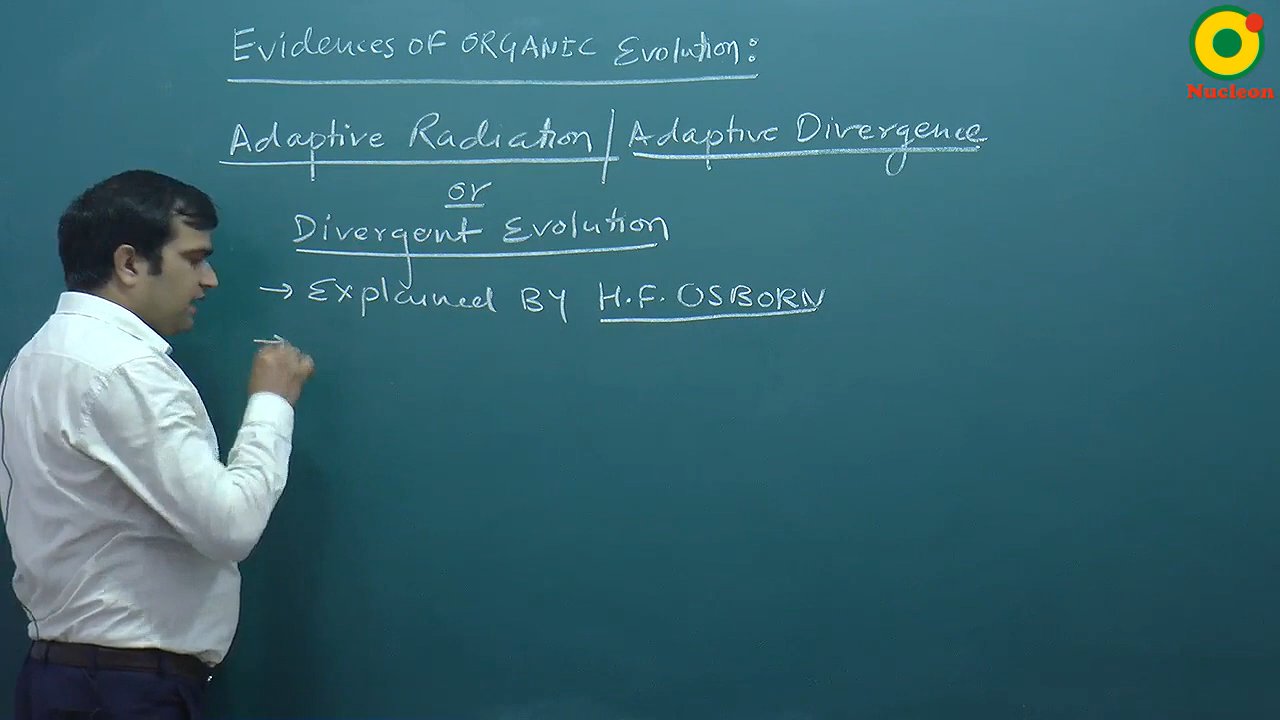 Evidences OF ORGANIC Evolution:
Adaptive Radiation / Adaptive Divergence
or
Divergent Evolution
→ Explained BY H.F. OSBORN
→
Nucleon